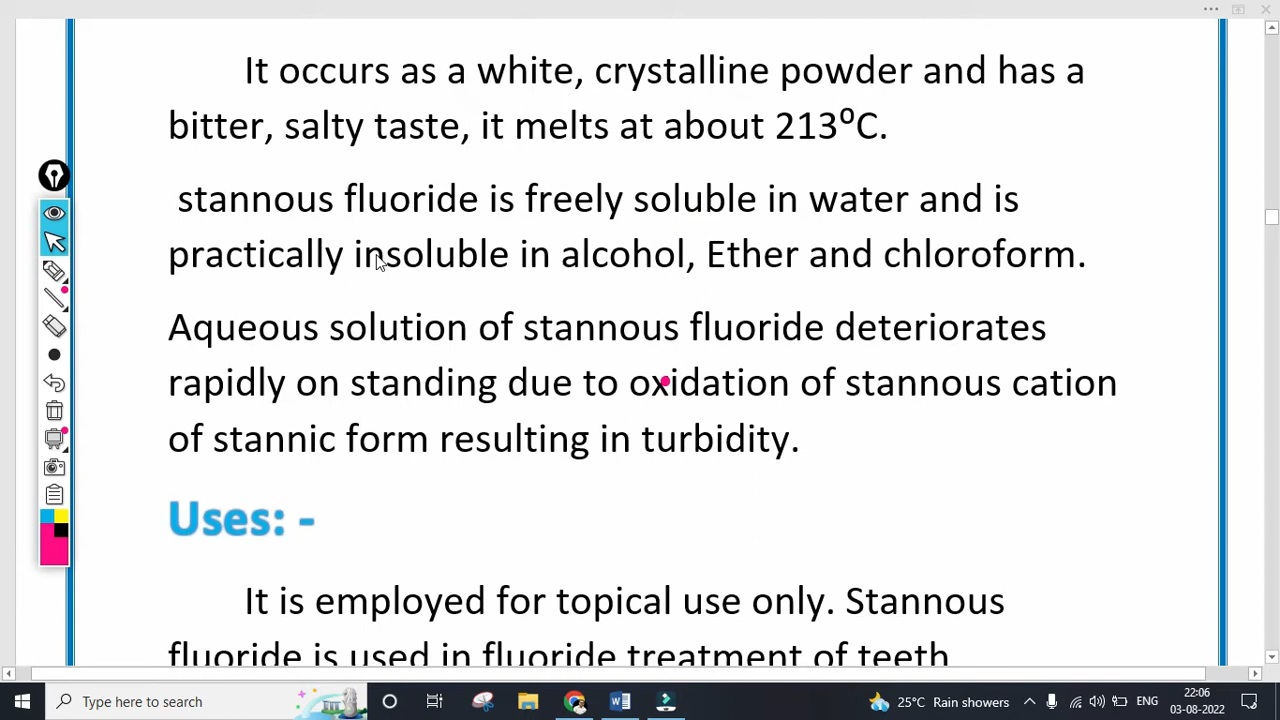 It occurs as a white, crystalline powder and has a
bitter, salty taste, it melts at about 213⁰C.
stannous fluoride is freely soluble in water and is
practically insoluble in alcohol, Ether and chloroform.
Aqueous solution of stannous fluoride deteriorates
rapidly on standing due to oxidation of stannous cation
of stannic form resulting in turbidity.
Uses: -
It is employed for topical use only. Stannous
fluoride is used in fluoride treatment of teeth
Type here to search
25°C Rain showers
ENG
22:06
03-08-2022